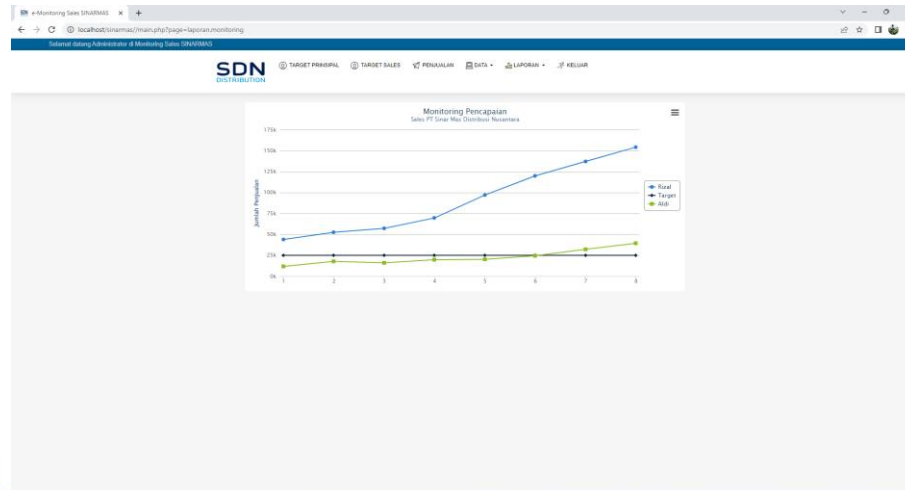 e-Monitoring Sales SINARMAS
localhost/sinarmas//main.php?page=laporan.monitoring
Selamat datang Administrator di Monitoring Sales SINARMAS
SDN
DISTRIBUTION
TARGET PRINSIPAL
TARGET SALES
PENJUALAN
DATA
LAPORAN
KELUAR
Monitoring Pencapaian
Sales PT Sinar Mas Distribusi Nusantara
Jumlah Penjualan
175k
150k
125k
100k
75k
50k
25k
0k
1 2 3 4 5 6 7 8
Rizal
Target
Aldi